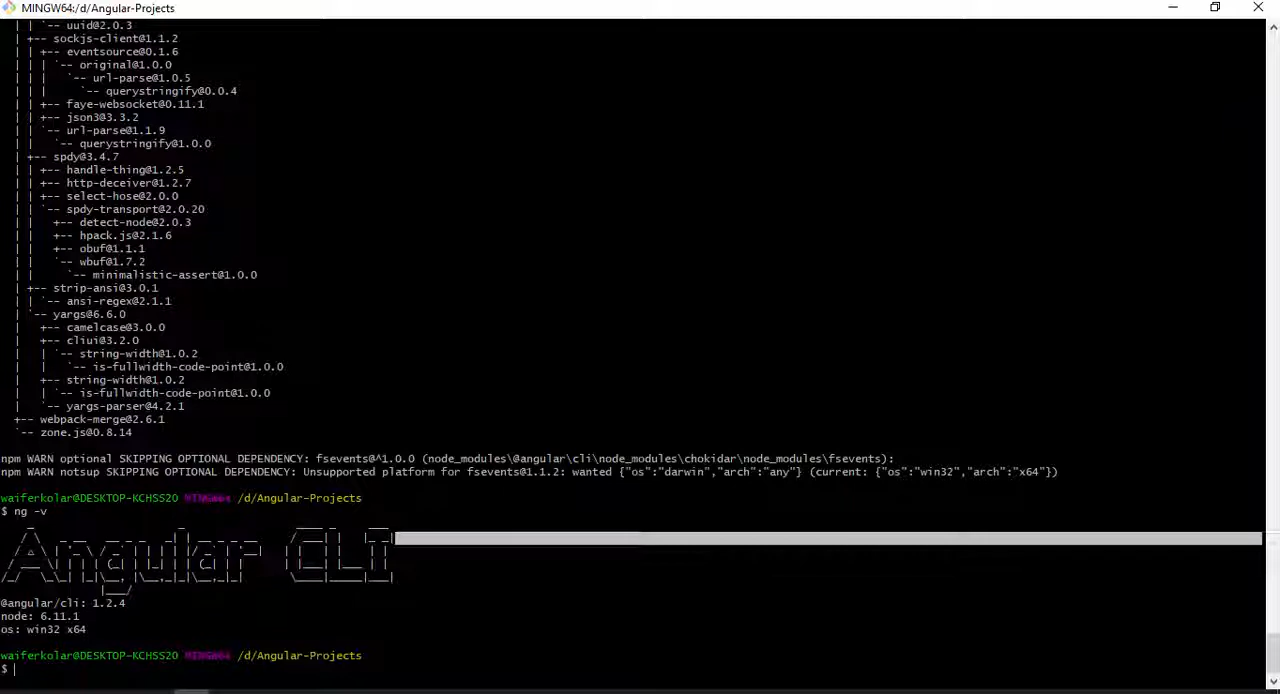 MINGW64:/d/Angular-Projects
| | `-- uuid@2.0.3
| +-- sockjs-client@1.1.2
| | +-- eventsource@0.1.6
| | | `-- original@1.0.0
| | |   `-- url-parse@1.0.5
| | |     `-- querystringify@0.0.4
| | +-- faye-websocket@0.11.1
| | +-- json3@3.3.2
| | `-- url-parse@1.1.9
| |   `-- querystringify@1.0.0
| +-- spdy@3.4.7
| | +-- handle-thing@1.2.5
| | +-- http-deceiver@1.2.7
| | +-- select-hose@2.0.0
| | `-- spdy-transport@2.0.20
| |   +-- detect-node@2.0.3
| |   +-- hpack.js@2.1.6
| |   +-- obuf@1.1.1
| |   `-- wbuf@1.7.2
| |     `-- minimalistic-assert@1.0.0
| +-- strip-ansi@3.0.1
| | `-- ansi-regex@2.1.1
| `-- yargs@6.6.0
|   +-- camelcase@3.0.0
|   +-- cliui@3.2.0
|   | `-- string-width@1.0.2
|   |   `-- is-fullwidth-code-point@1.0.0
|   +-- string-width@1.0.2
|   | `-- is-fullwidth-code-point@1.0.0
|   `-- yargs-parser@4.2.1
+-- webpack-merge@2.6.1
`-- zone.js@0.8.14
npm WARN optional SKIPPING OPTIONAL DEPENDENCY: fsevents@^1.0.0 (node_modules\@angular\cli\node_modules\chokidar\node_modules\fsevents):
npm WARN notsup SKIPPING OPTIONAL DEPENDENCY: Unsupported platform for fsevents@1.1.2: wanted {"os":"darwin","arch":"any"} (current: {"os":"win32","arch":"x64"})
waiferkolar@DESKTOP-KCHSS2O MINGW64 /d/Angular-Projects
$ ng -v
Angular CLI
@angular/cli: 1.2.4
node: 6.11.1
os: win32 x64
waiferkolar@DESKTOP-KCHSS2O MINGW64 /d/Angular-Projects
$